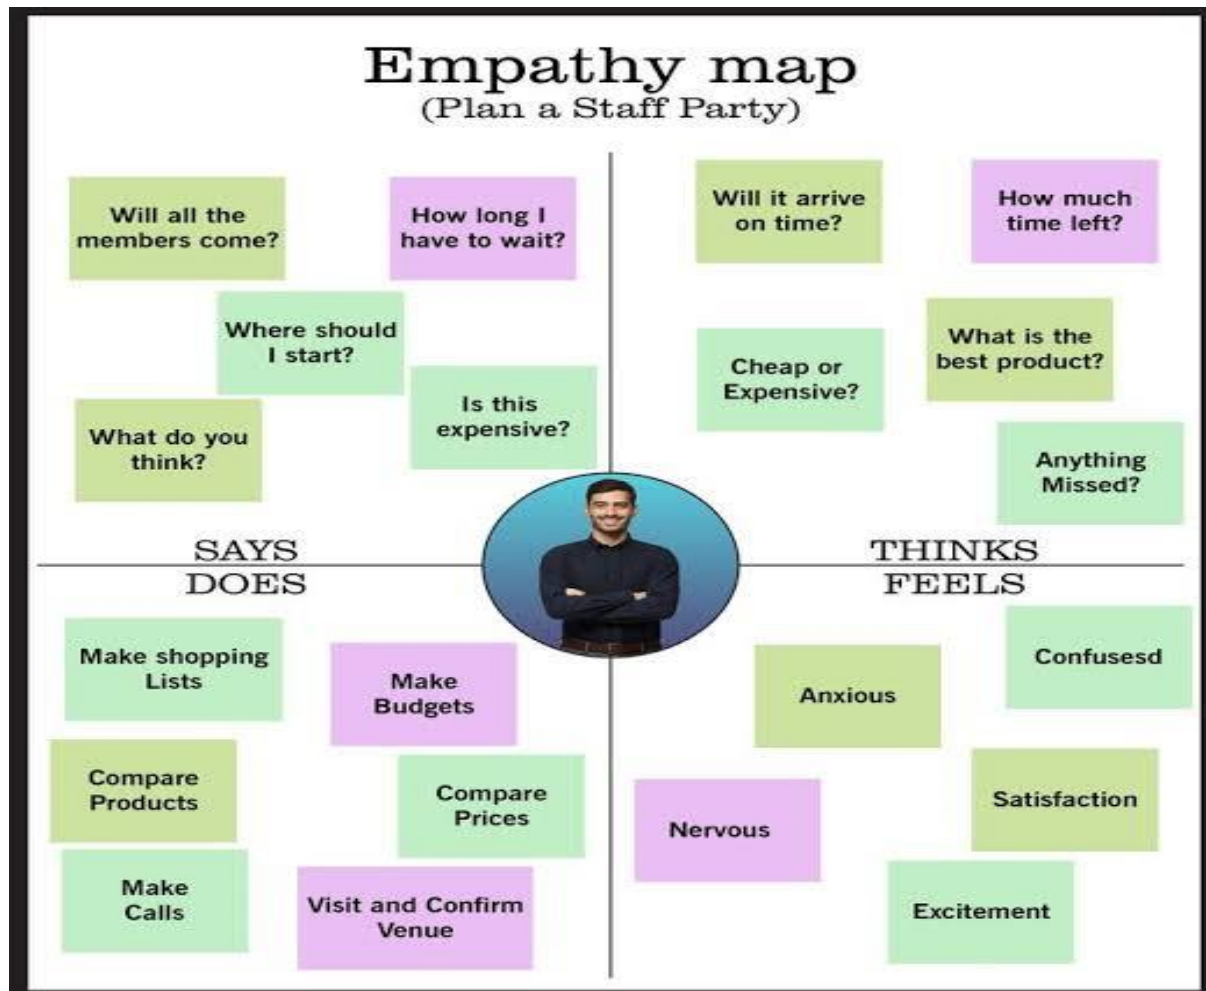 Empathy map
(Plan a Staff Party)
Will all the
members come?
How long I
have to wait?
Where should
I start?
Is this
expensive?
What do you
think?
SAYS
Will it arrive
on time?
How much
time left?
What is the
best product?
Cheap or
Expensive?
Anything
Missed?
THINKS
DOES
Make shopping
Lists
Make
Budgets
Compare
Products
Compare
Prices
Make
Calls
Visit and Confirm
Venue
FEELS
Confusesd
Anxious
Satisfaction
Nervous
Excitement